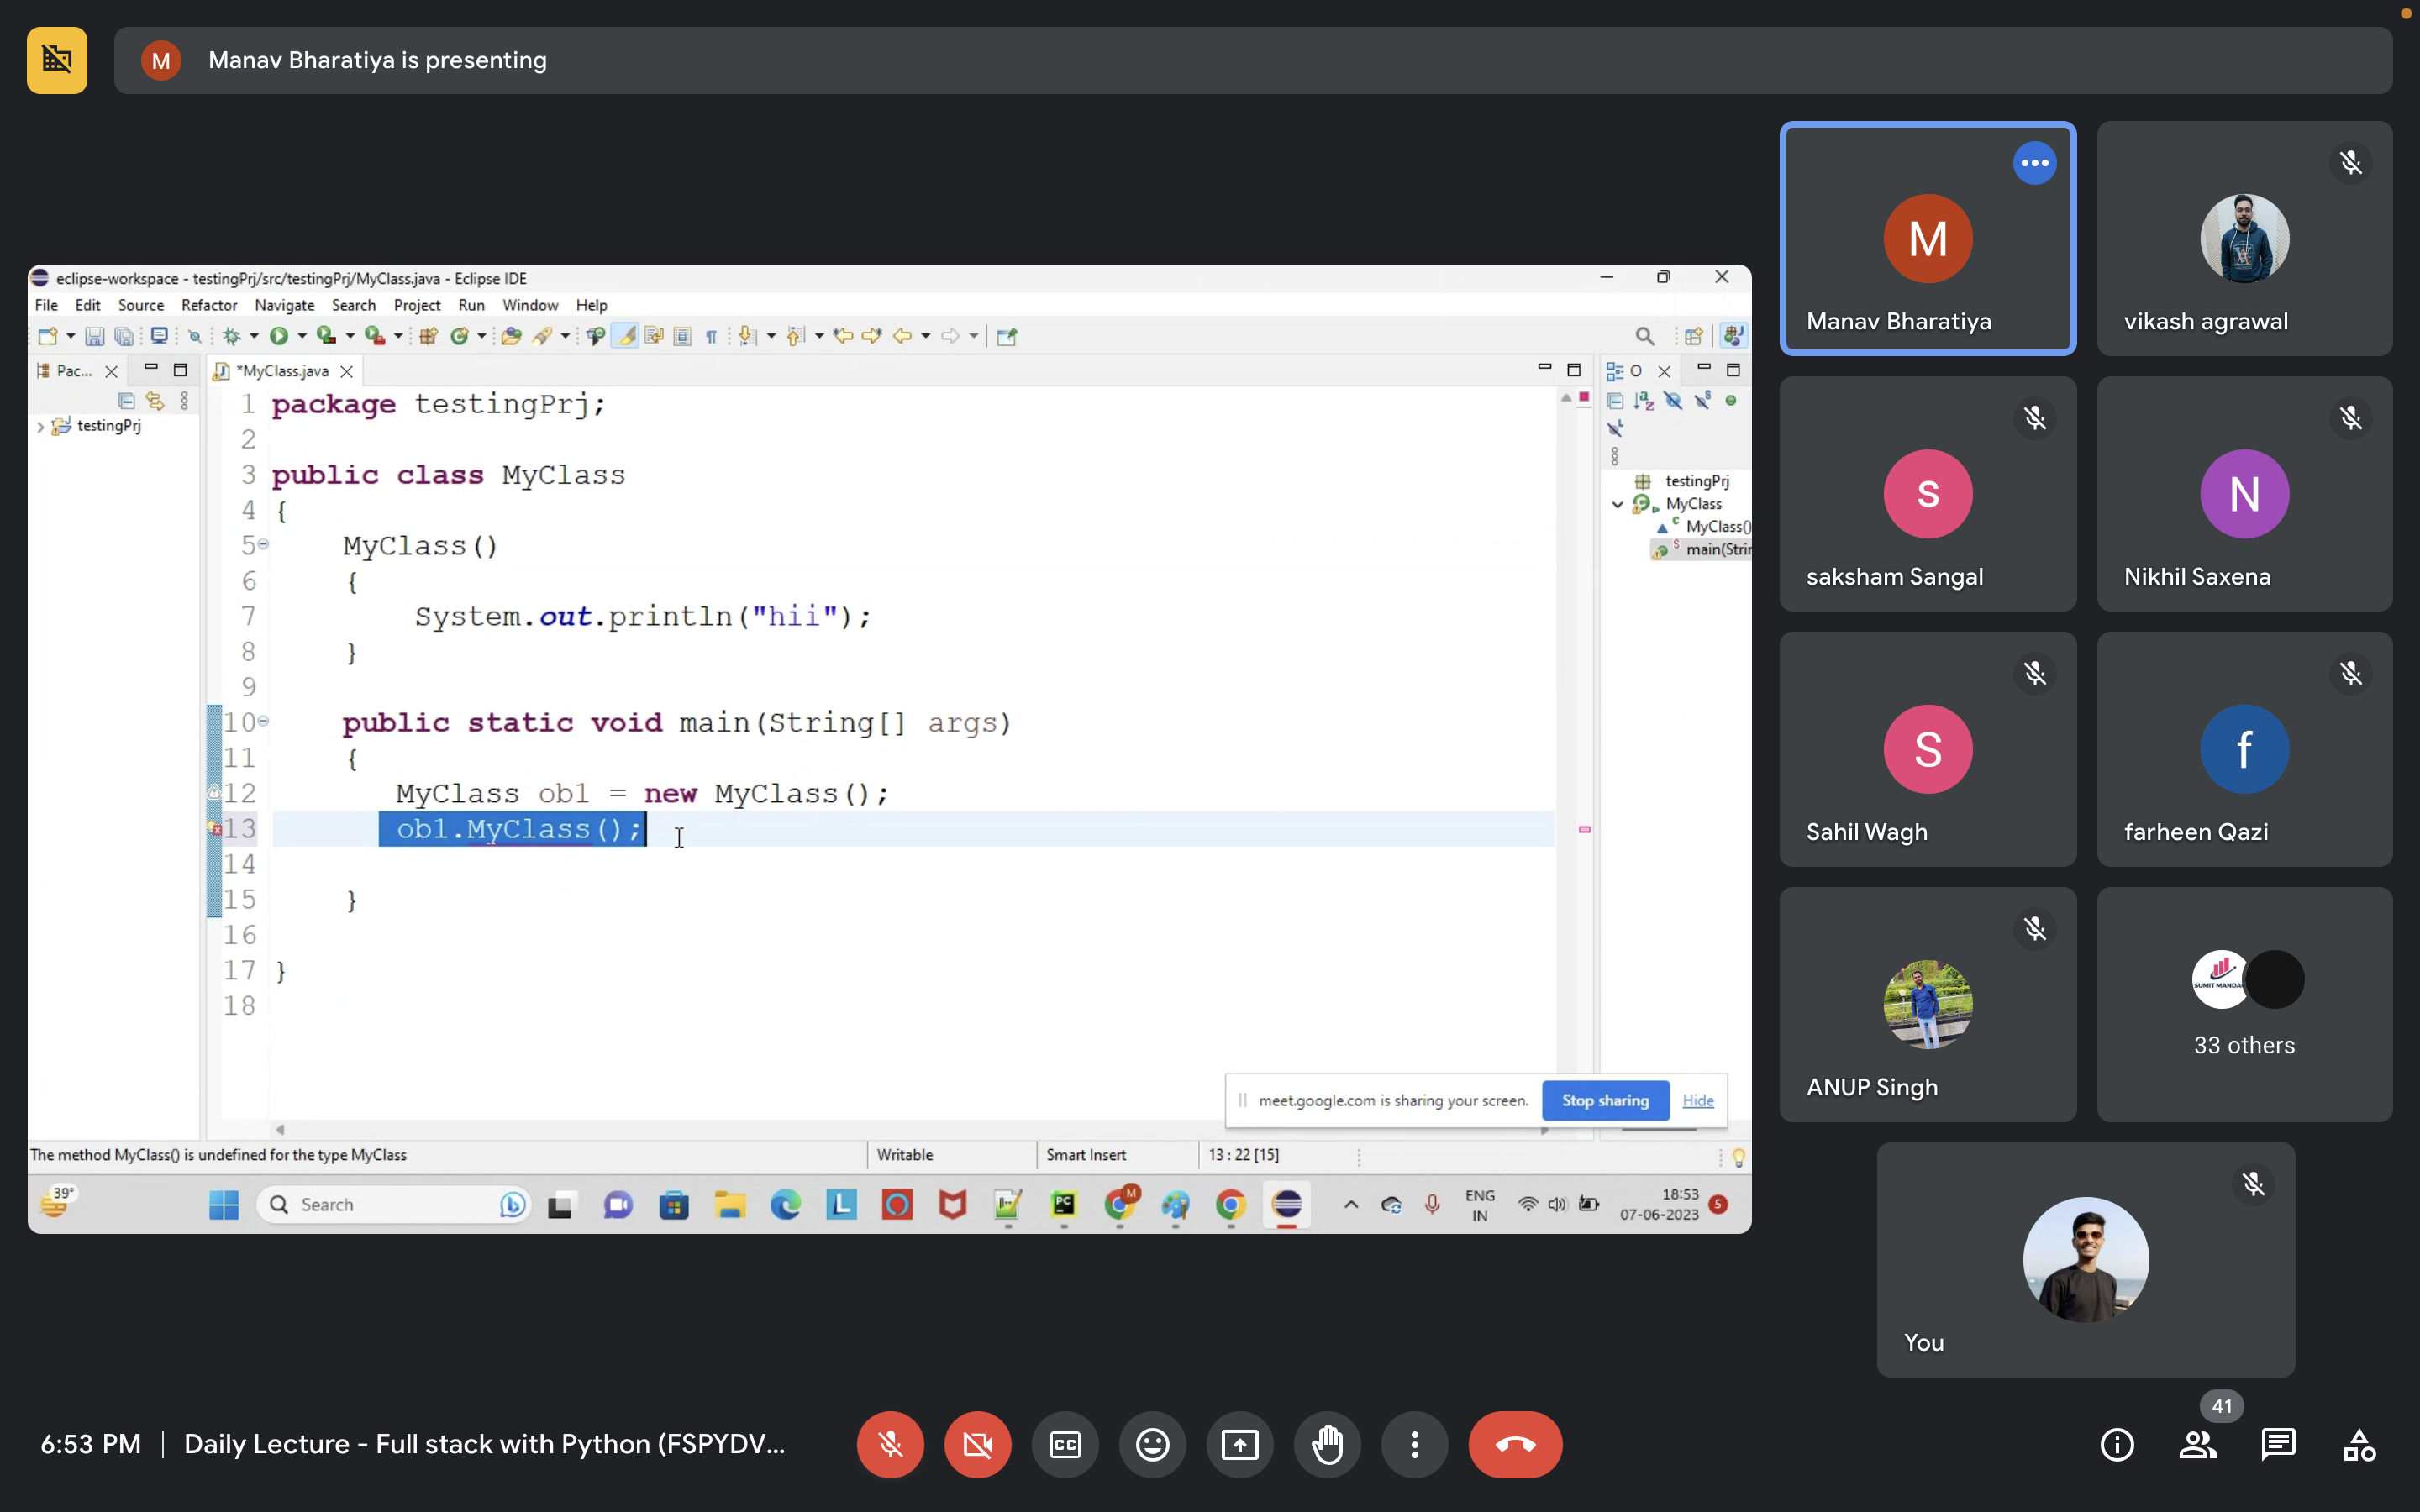 M Manav Bharatiya is presenting
eclipse-workspace - testingPrj/src/testingPrj/MyClass.java - Eclipse IDE
File Edit Source Refactor Navigate Search Project Run Window Help
Pac...
*MyClass.java
O
testingPrj
1 package testingPrj;
2
3 public class MyClass
4 {
5 MyClass()
6 {
7 System.out.println("hii");
8 }
9
10 public static void main(String[] args)
11 {
12 MyClass ob1 = new MyClass();
13 ob1.MyClass();
14
15 }
16
17 }
18
testingPrj
MyClass
MyClass()
main(Strin
meet.google.com is sharing your screen. Stop sharing Hide
The method MyClass() is undefined for the type MyClass
Writable
Smart Insert
13 : 22 [15]
39°
Search
L
PC
M
ENG
IN
18:53
07-06-2023
5
M
Manav Bharatiya
vikash agrawal
s
saksham Sangal
N
Nikhil Saxena
S
Sahil Wagh
f
farheen Qazi
ANUP Singh
SUMIT MANDA
33 others
You
6:53 PM | Daily Lecture - Full stack with Python (FSPYDV...
CC
41